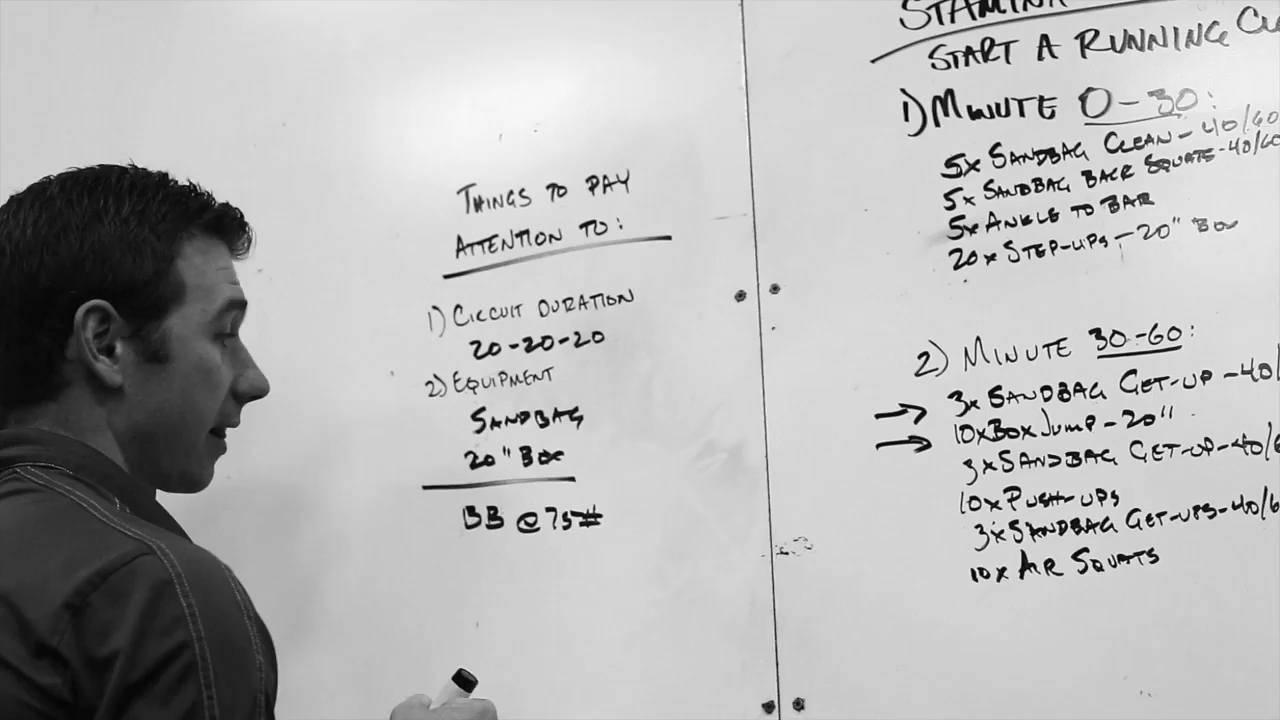 THINGS TO PAY
ATTENTION TO:
1) CIRCUIT DURATION
20-20-20
2) EQUIPMENT
SANDBAG
20" BOX
BB @ 75#
STAMINA
START A RUNNING
1) MINUTE 0-30:
5x SANDBAG CLEAN - 40/60
5x SANDBAG BACK SQUATS - 40/60
5x ANKLE TO BAR
20x STEP-UPS - 20" BOX
2) MINUTE 30-60:
→ 3x SANDBAG GET-UP - 40/
→ 10x BOX JUMP - 20"
3x SANDBAG GET-UP - 40/6
10x PUSH-UPS
3x SANDBAG GET-UPS - 40/6
10x AIR SQUATS